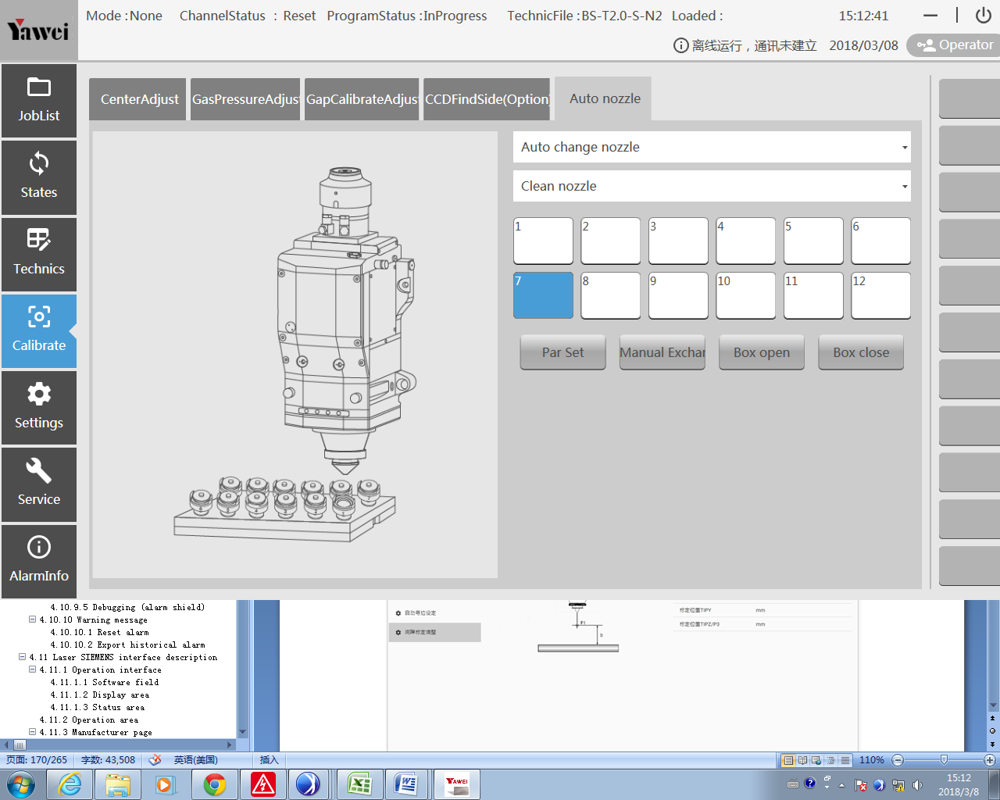 Yawei
Mode :None ChannelStatus : Reset ProgramStatus :InProgress TechnicFile :BS-T2.0-S-N2 Loaded : 15:12:41
离线运行，通讯未建立 2018/03/08 Operator
JobList
States
Technics
Calibrate
Settings
Service
AlarmInfo
CenterAdjust GasPressureAdjust GapCalibrateAdjust CCDFindSide(Option) Auto nozzle
Auto change nozzle
Clean nozzle
1 2 3 4 5 6
7 8 9 10 11 12
Par Set Manual Exchar Box open Box close
4.10.9.5 Debugging (alarm shield)
4.10.10 Warning message
4.10.10.1 Reset alarm
4.10.10.2 Export historical alarm
4.11 Laser SIEMENS interface description
4.11.1 Operation interface
4.11.1.1 Software field
4.11.1.2 Display area
4.11.1.3 Status area
4.11.2 Operation area
4.11.3 Manufacturer page
自动寻边设定
间隙标定调整
P1
D
标定位置TIPY mm
标定位置TIPZ/P3 mm
页面: 170/265 字数: 43,508 英语(美国) 插入 110%
YAWEI
15:12
2018/3/8